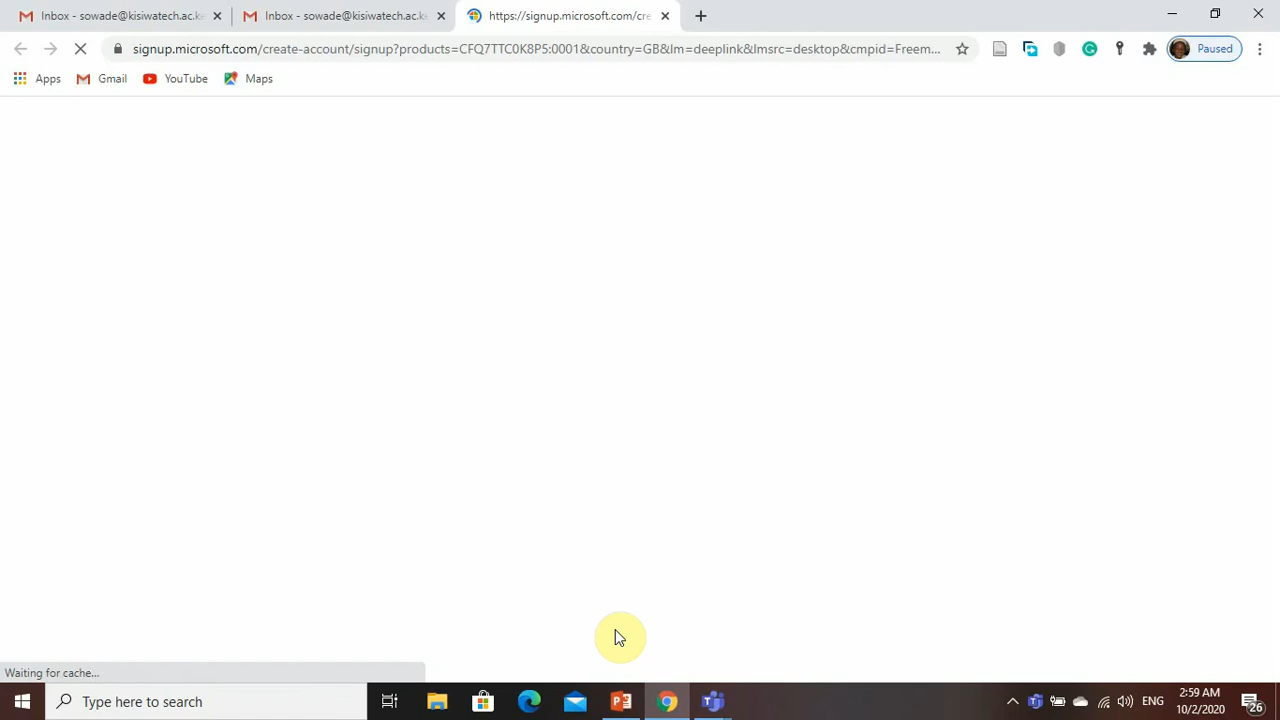 Inbox - sowade@kisiwatech.ac.ke
Inbox - sowade@kisiwatech.ac.ke
https://signup.microsoft.com/cre
signup.microsoft.com/create-account/signup?products=CFQ7TTC0K8P5:0001&country=GB&lm=deeplink&lmsrc=desktop&cmpid=Freem...
Paused
Apps
Gmail
YouTube
Maps
Waiting for cache...
Type here to search
ENG
2:59 AM
10/2/2020
26